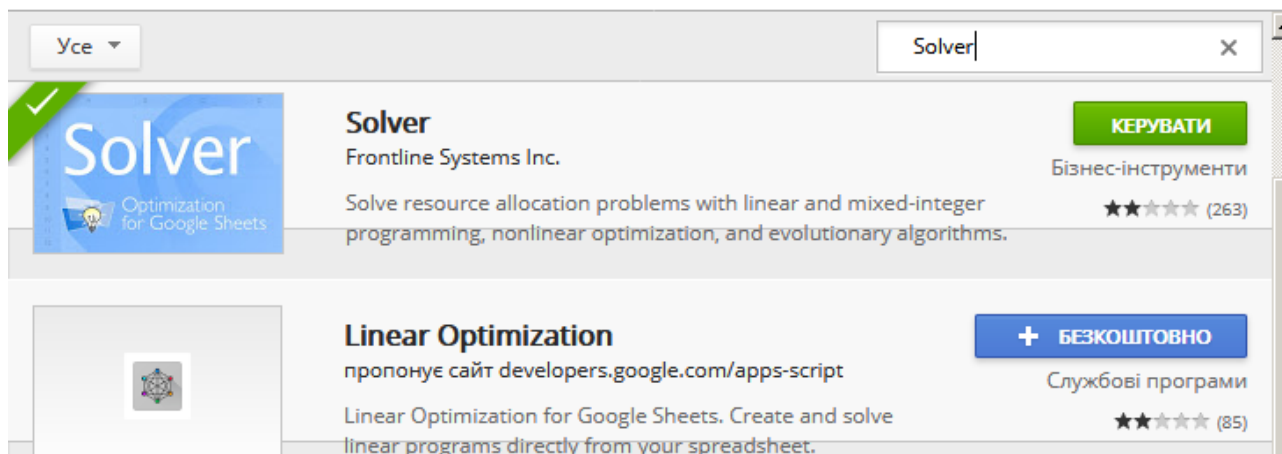 Усе
Solver
Solver
Optimization
for Google Sheets
Solver
Frontline Systems Inc.
Solve resource allocation problems with linear and mixed-integer
programming, nonlinear optimization, and evolutionary algorithms.
КЕРУВАТИ
Бізнес-інструменти
(263)
Linear Optimization
пропонує сайт developers.google.com/apps-script
Linear Optimization for Google Sheets. Create and solve
linear programs directly from your spreadsheet.
+ БЕЗКОШТОВНО
Службові програми
(85)